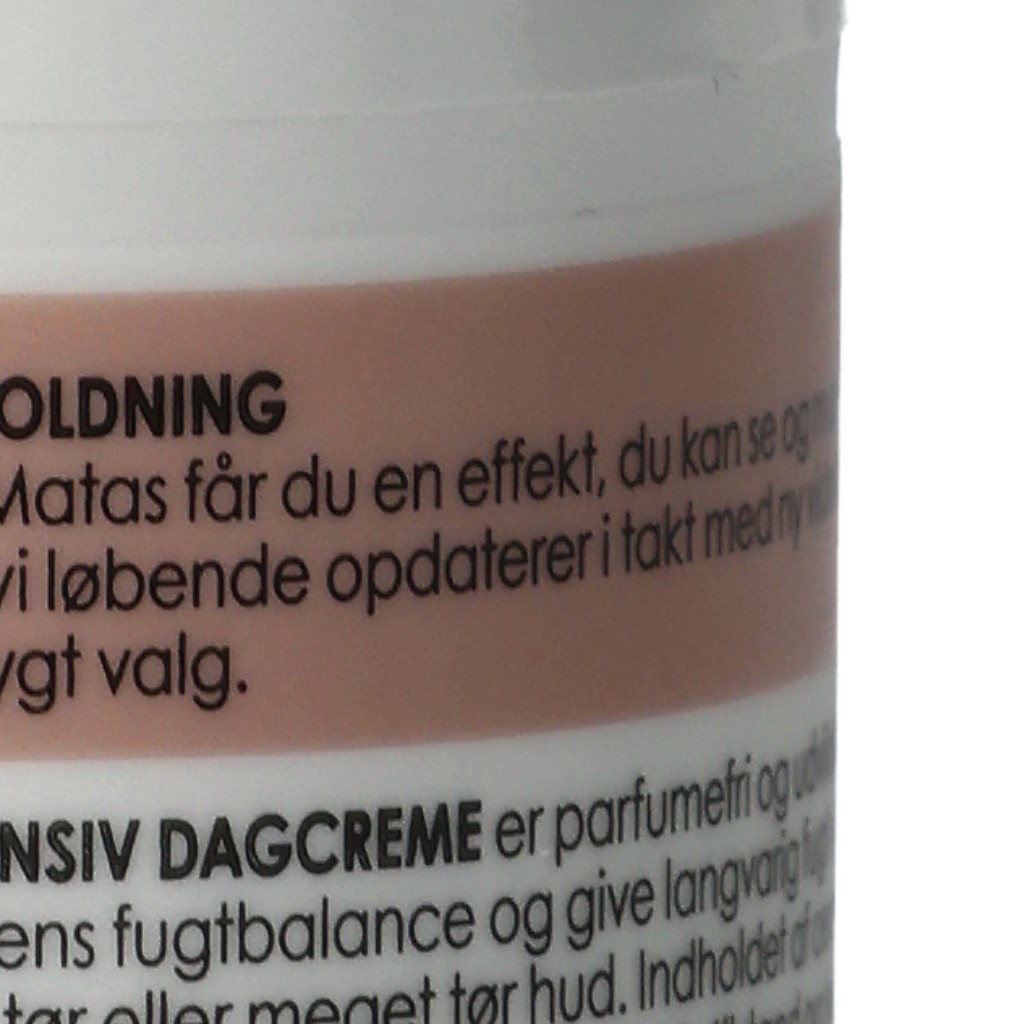 OLDNING
Matas får du en effekt, du kan se og
vi løbende opdaterer i takt med ny
ygt valg.
NSIV DAGCREME er parfumefri og
ens fugtbalance og give langvarig
tør eller meget tør hud. Indholdet af